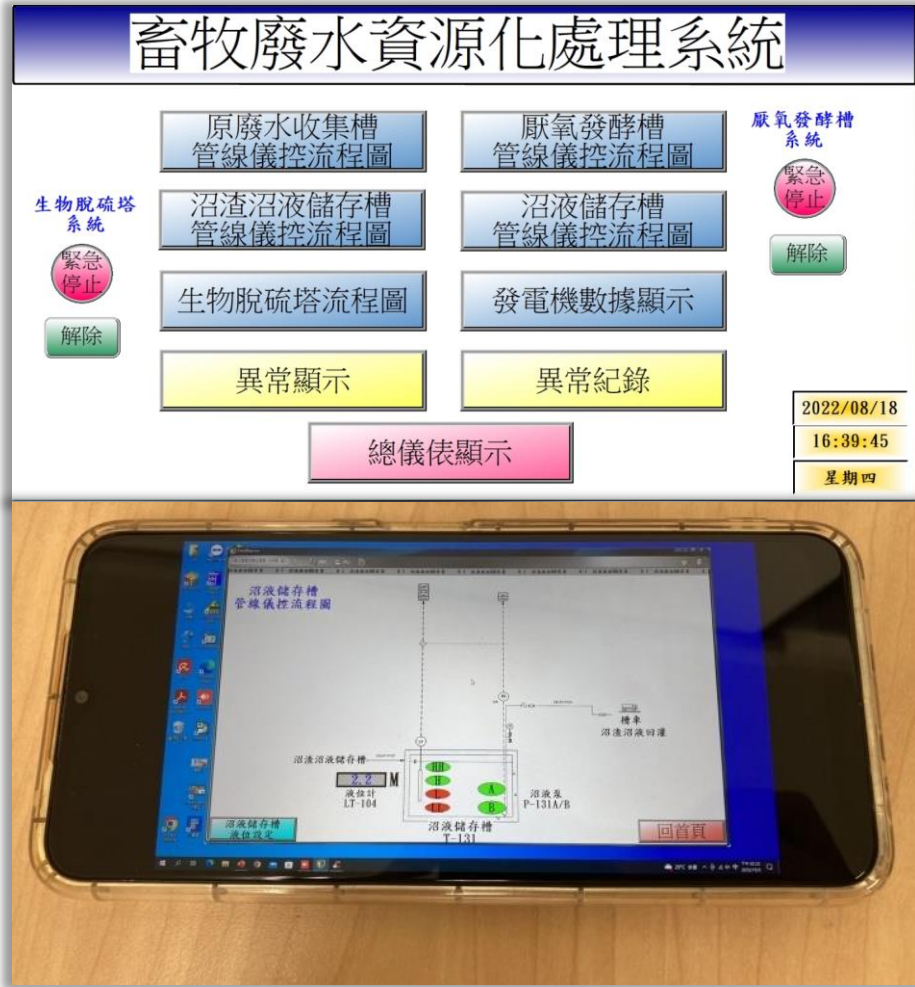 畜牧廢水資源化處理系統
原廢水收集槽
管線儀控流程圖
厭氧發酵槽
管線儀控流程圖
厭氧發酵槽
系統
緊急
停止
解除
生物脫硫塔
系統
緊急
停止
解除
沼渣沼液儲存槽
管線儀控流程圖
沼液儲存槽
管線儀控流程圖
生物脫硫塔流程圖
發電機數據顯示
異常顯示
異常紀錄
總儀俵顯示
2022/08/18
16:39:45
星期四
沼液儲存槽
管線儀控流程圖
槽車
沼渣沼液回灌
沼渣沼液儲存槽
2.2 M
液位計
LT-104
HH
H
L
LL
A
B
沼液泵
P-131A/B
沼液儲存槽
T-131
沼液儲存槽
液位設定
回首頁